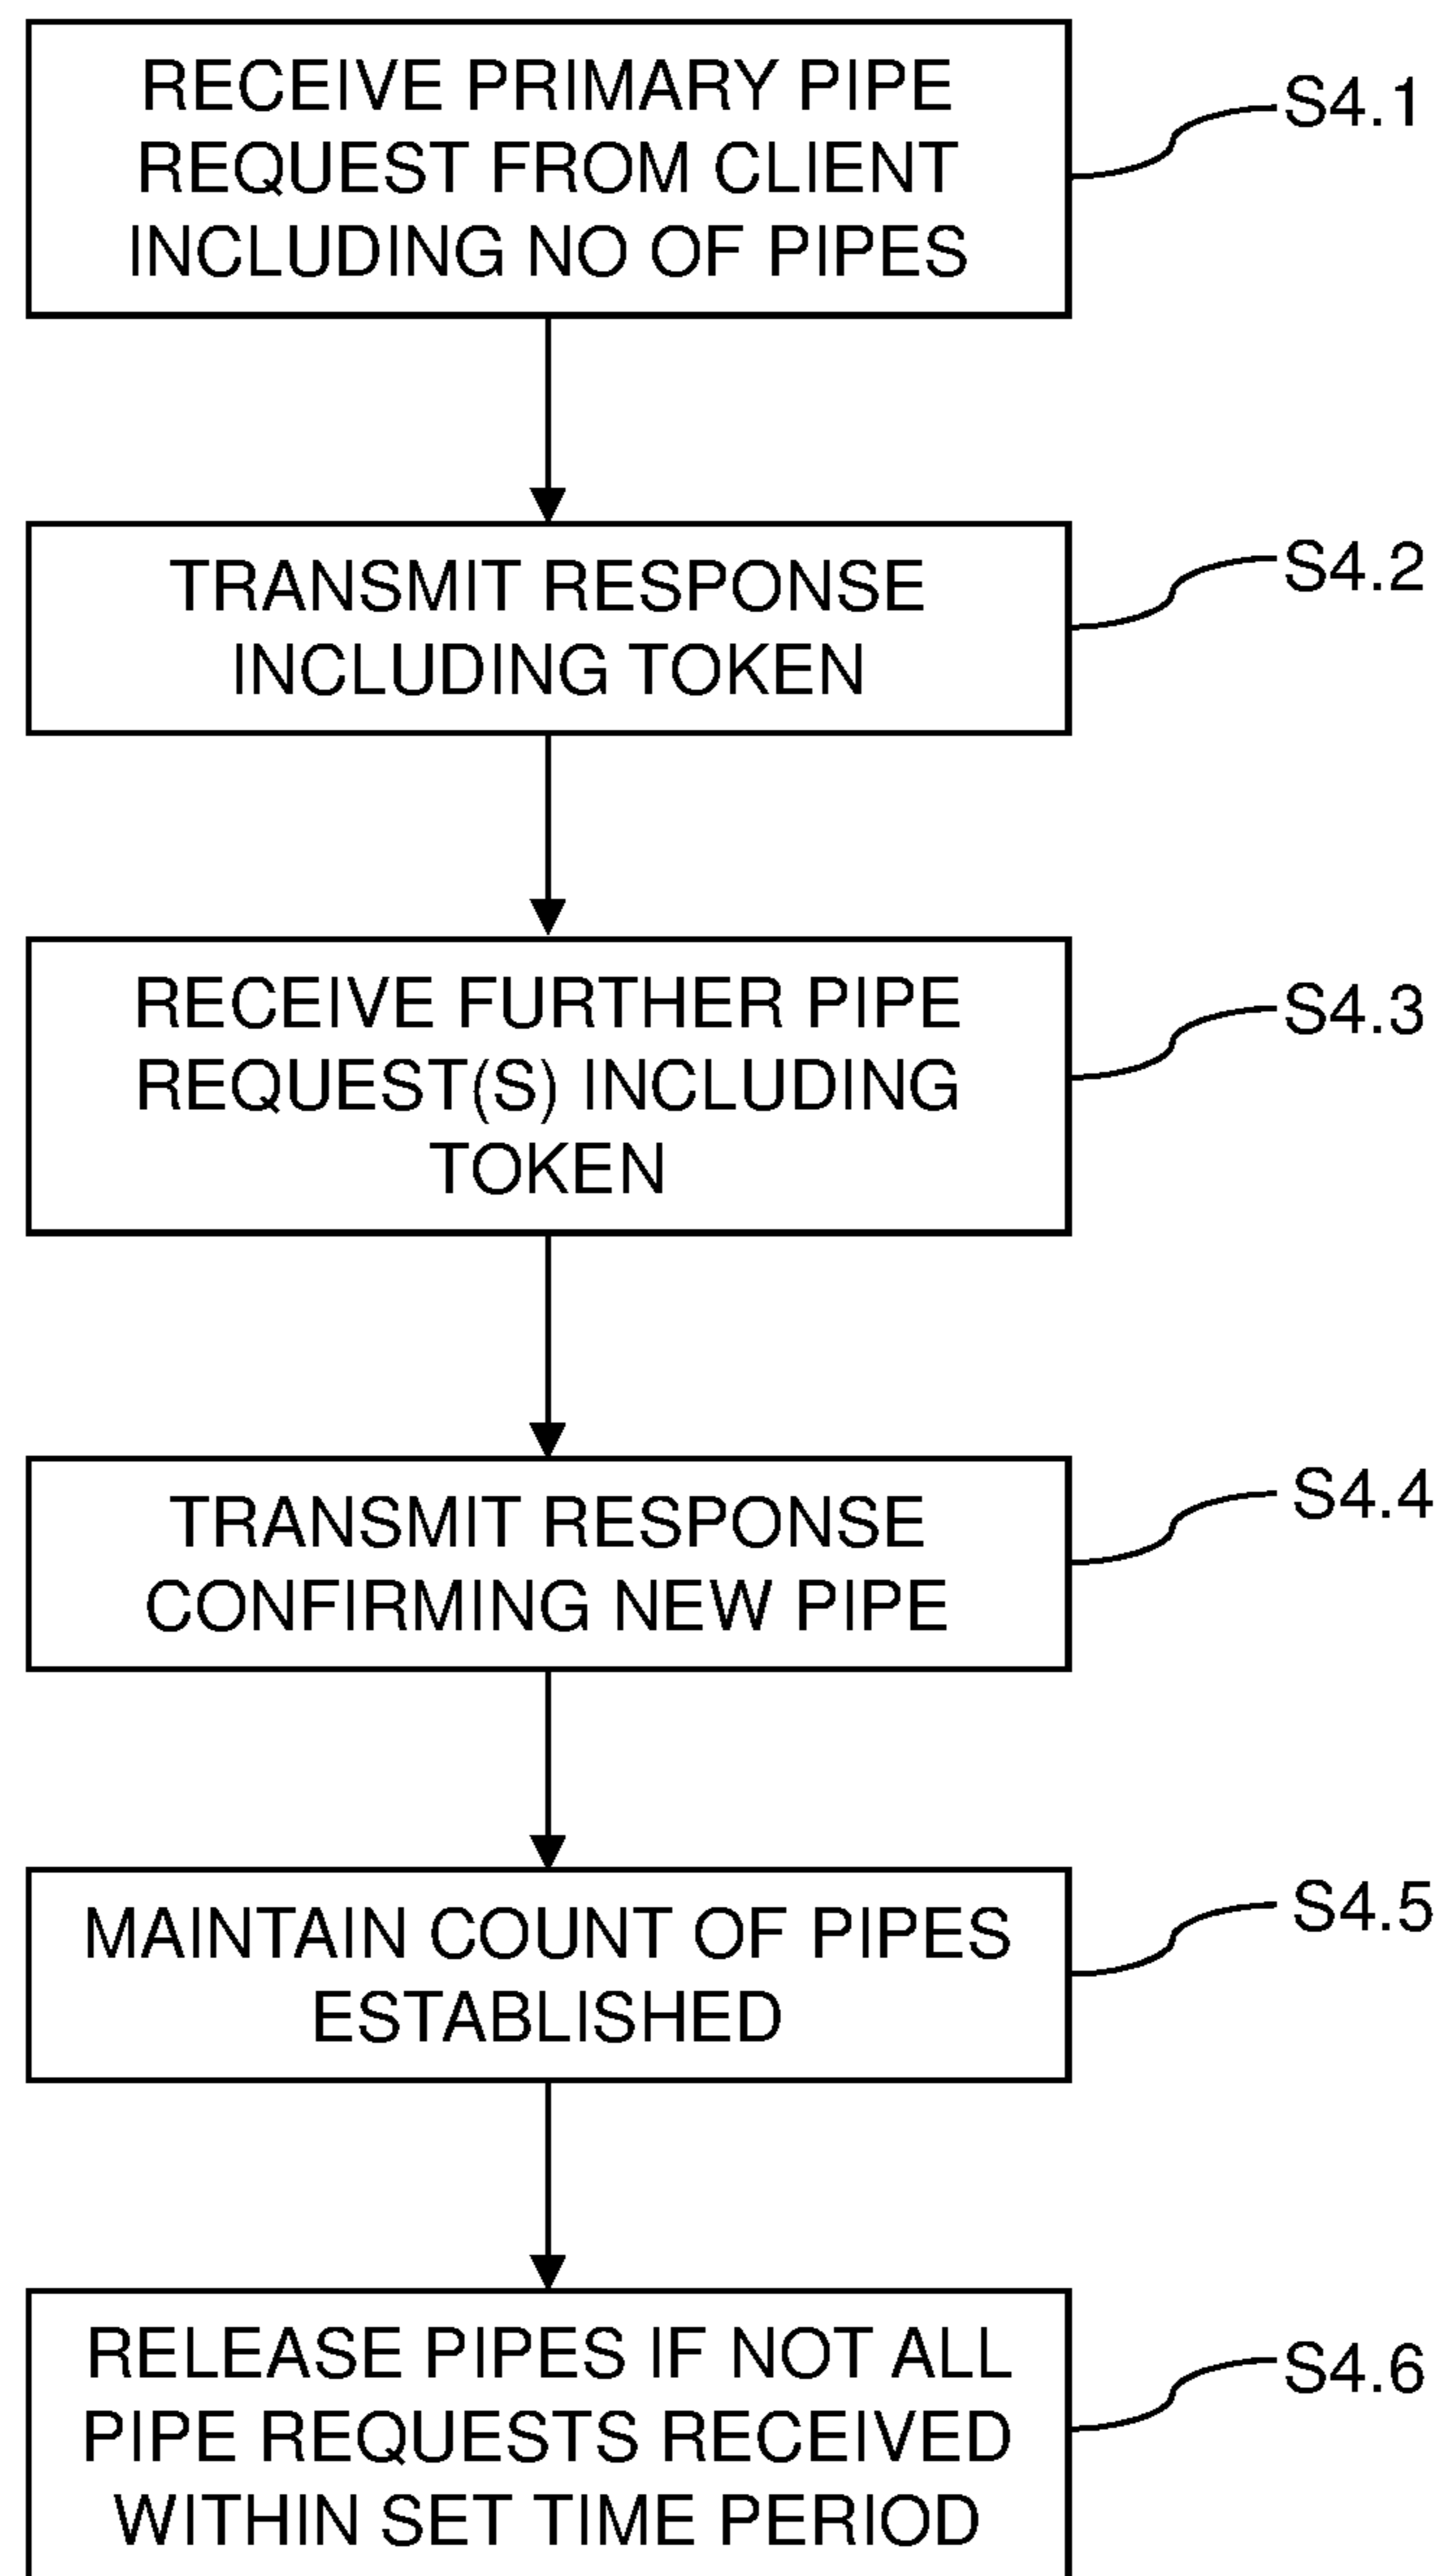 RECEIVE PRIMARY PIPE
REQUEST FROM CLIENT
INCLUDING NO OF PIPES
S4.1
TRANSMIT RESPONSE
INCLUDING TOKEN
S4.2
RECEIVE FURTHER PIPE
REQUEST(S) INCLUDING
TOKEN
S4.3
TRANSMIT RESPONSE
CONFIRMING NEW PIPE
S4.4
MAINTAIN COUNT OF PIPES
ESTABLISHED
S4.5
RELEASE PIPES IF NOT ALL
PIPE REQUESTS RECEIVED
WITHIN SET TIME PERIOD
S4.6